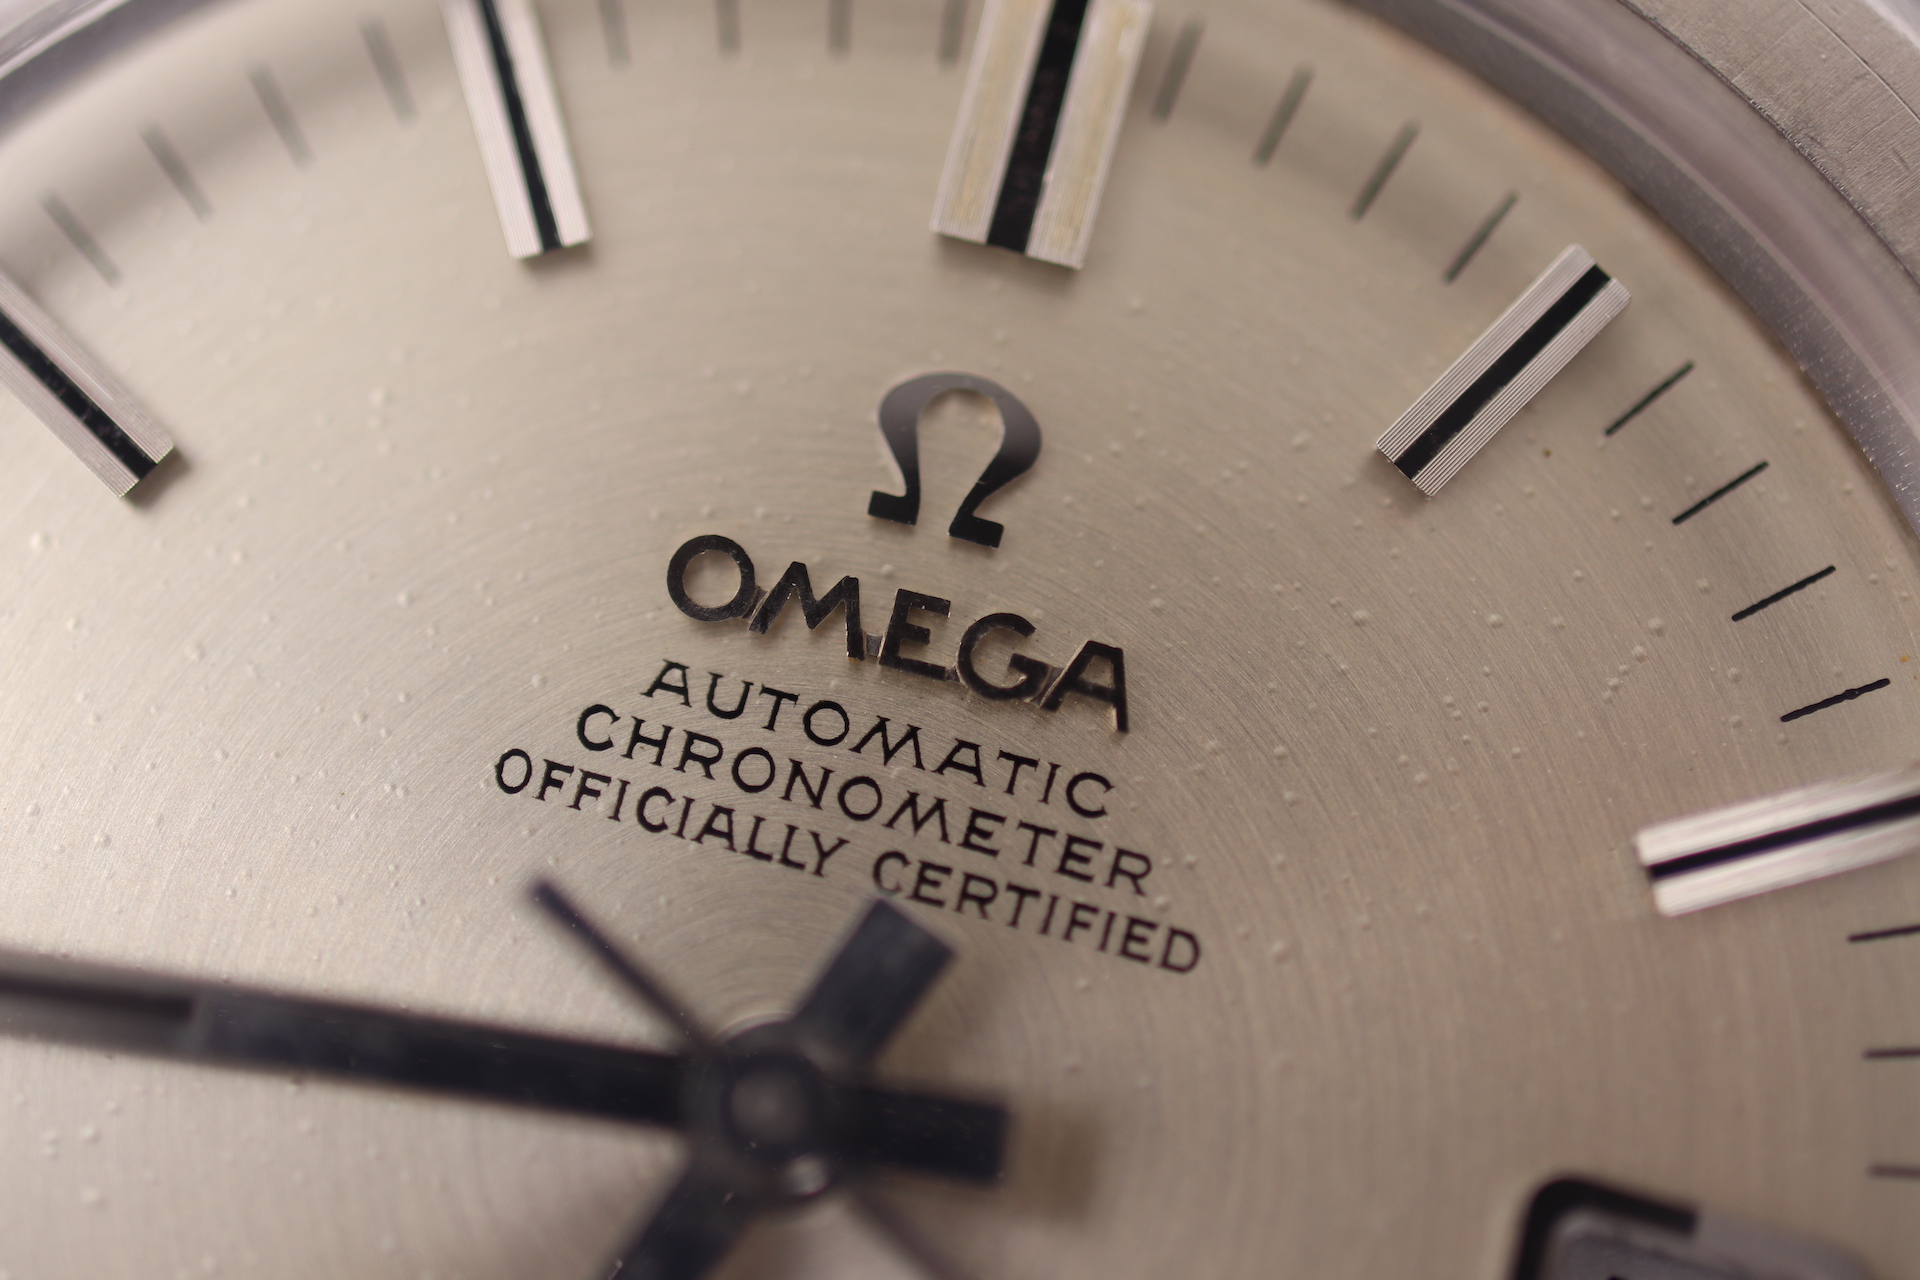 Ω
OMEGA
AUTOMATIC
CHRONOMETER
OFFICIALLY CERTIFIED